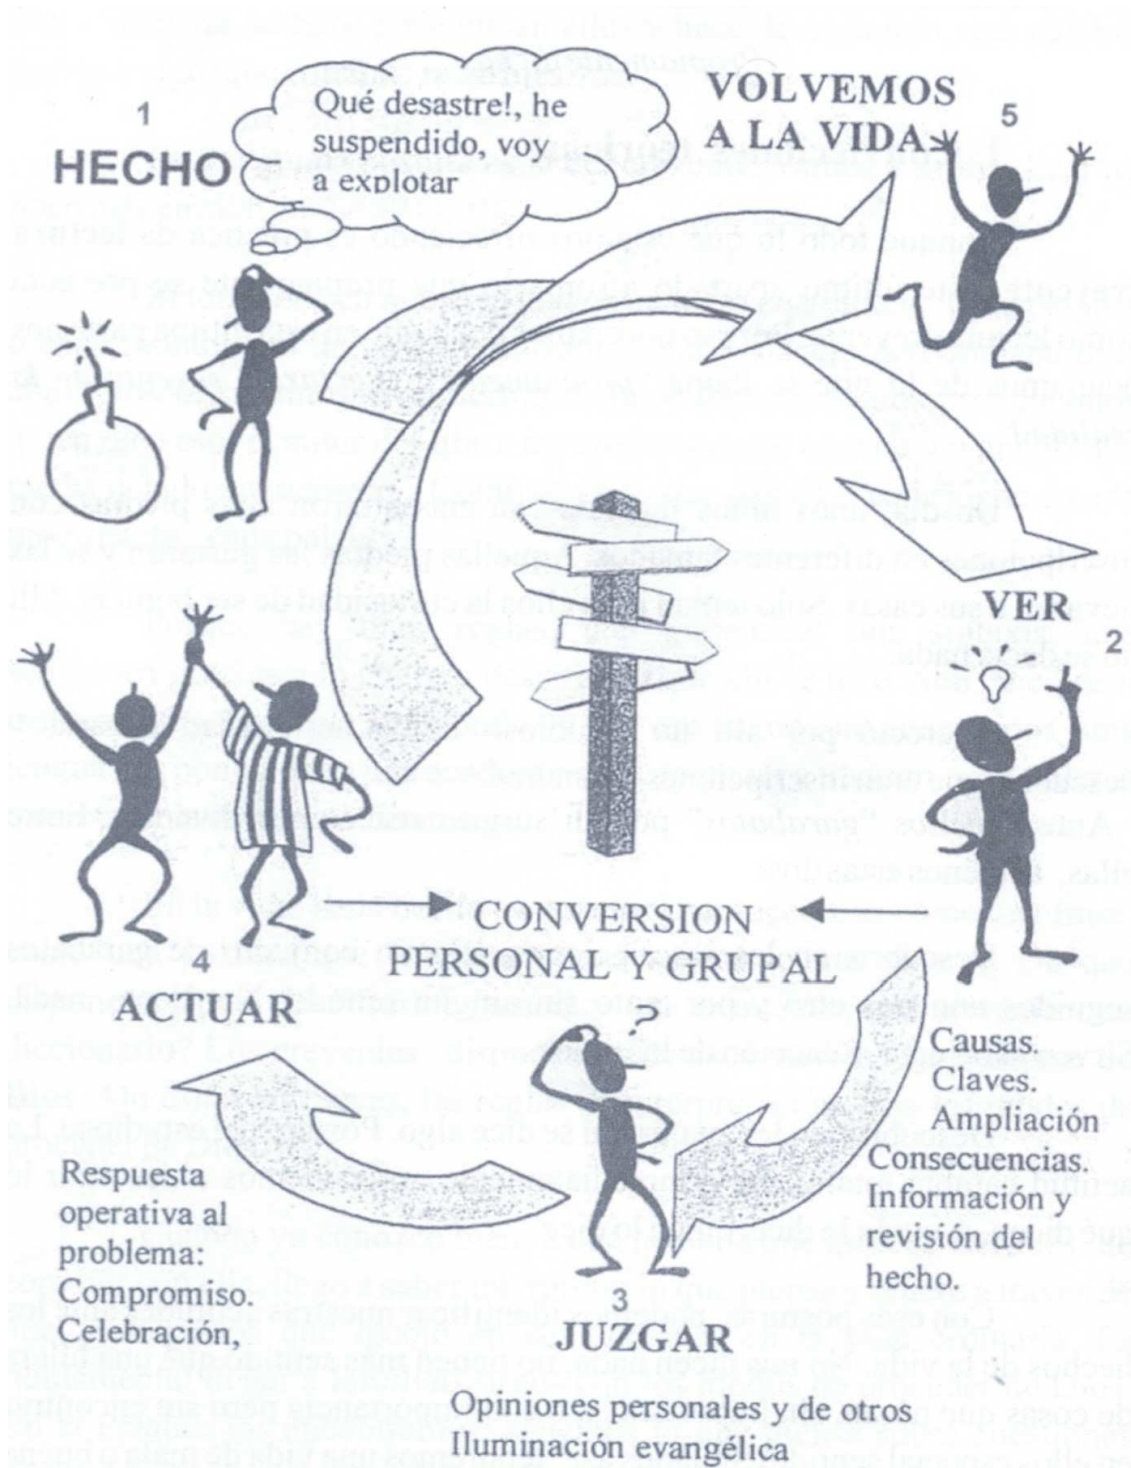 1
HECHO
Qué desastre!, he
suspendido, voy
a explotar
VOLVEMOS
A LA VIDA
5
VER
2
CONVERSION
PERSONAL Y GRUPAL
4
ACTUAR
Respuesta
operativa al
problema:
Compromiso.
Celebración,
?
Causas.
Claves.
Ampliación
Consecuencias.
Información y
revisión del
hecho.
3
JUZGAR
Opiniones personales y de otros
Iluminación evangélica